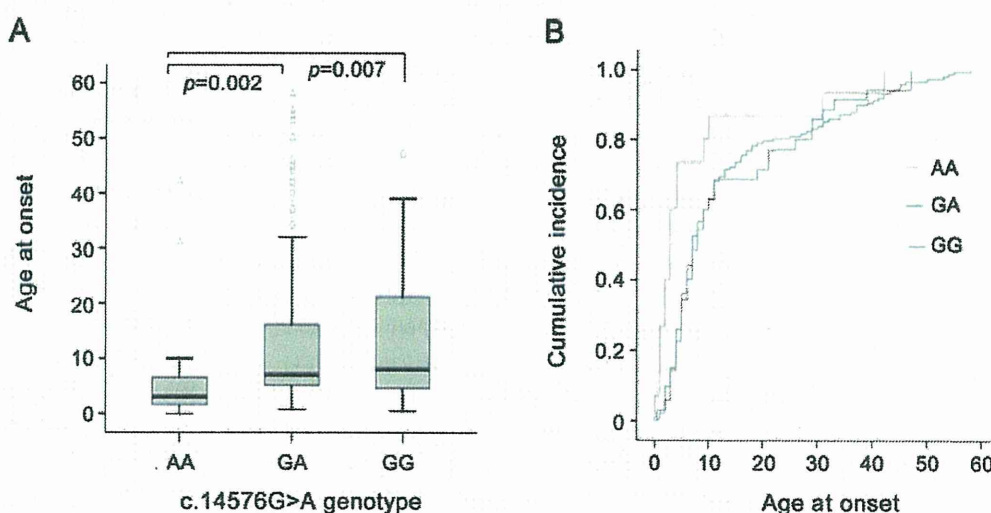 A
p=0.002
p=0.007
60
50
40
30
20
10
0
Age at onset
AA
GA
GG
c.14576G>A genotype
B
1.0
0.8
0.6
0.4
0.2
0
Cumulative incidence
AA
GA
GG
0
10
20
30
40
50
60
Age at onset